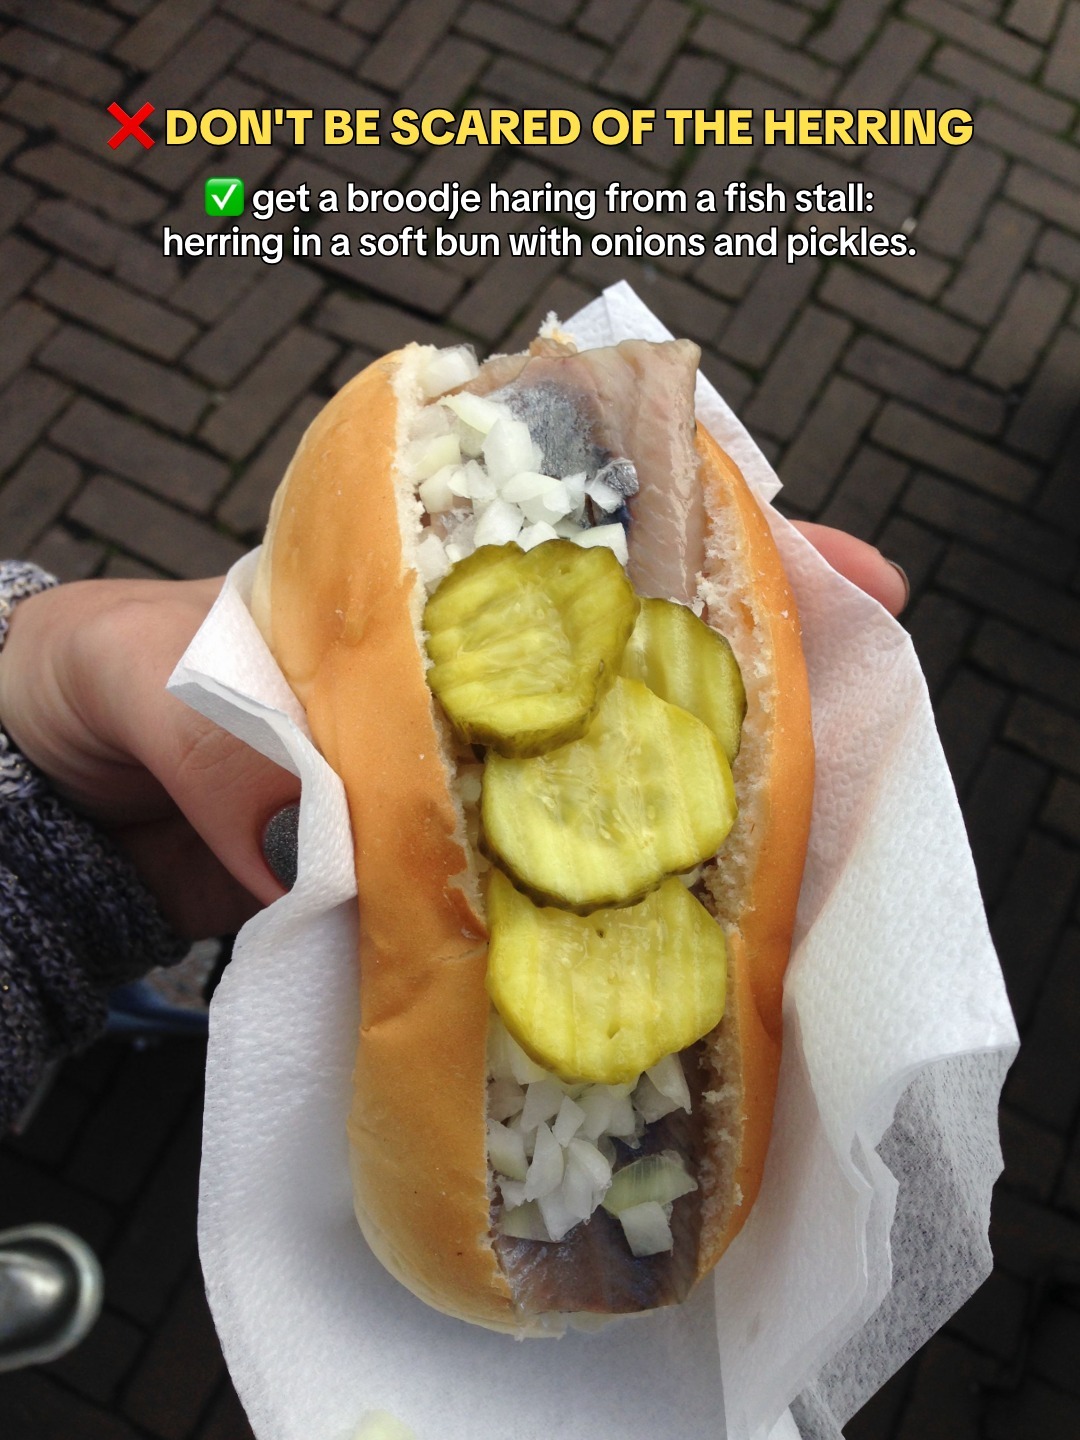 ❌ DON'T BE SCARED OF THE HERRING
✅ get a broodje haring from a fish stall:
herring in a soft bun with onions and pickles.